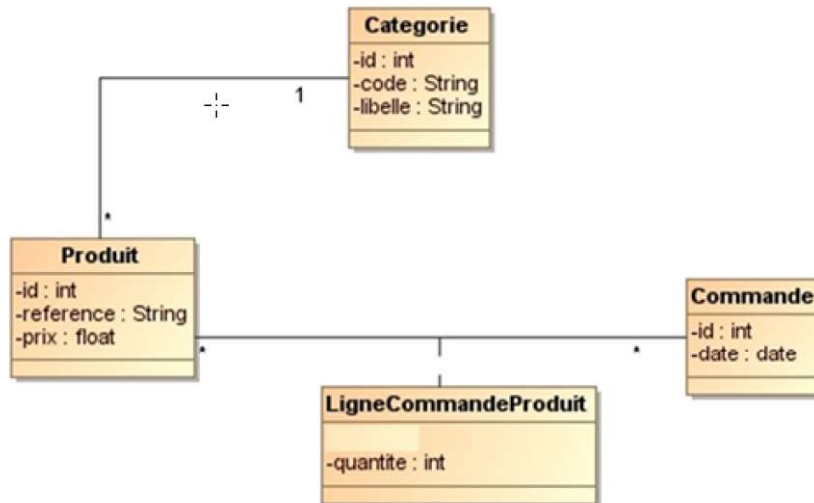 Categorie
-id : int
-code : String
-libelle : String
1
*
Produit
-id : int
-reference : String
-prix : float
*
*
Commande
-id : int
-date : date
LigneCommandeProduit
-quantite : int